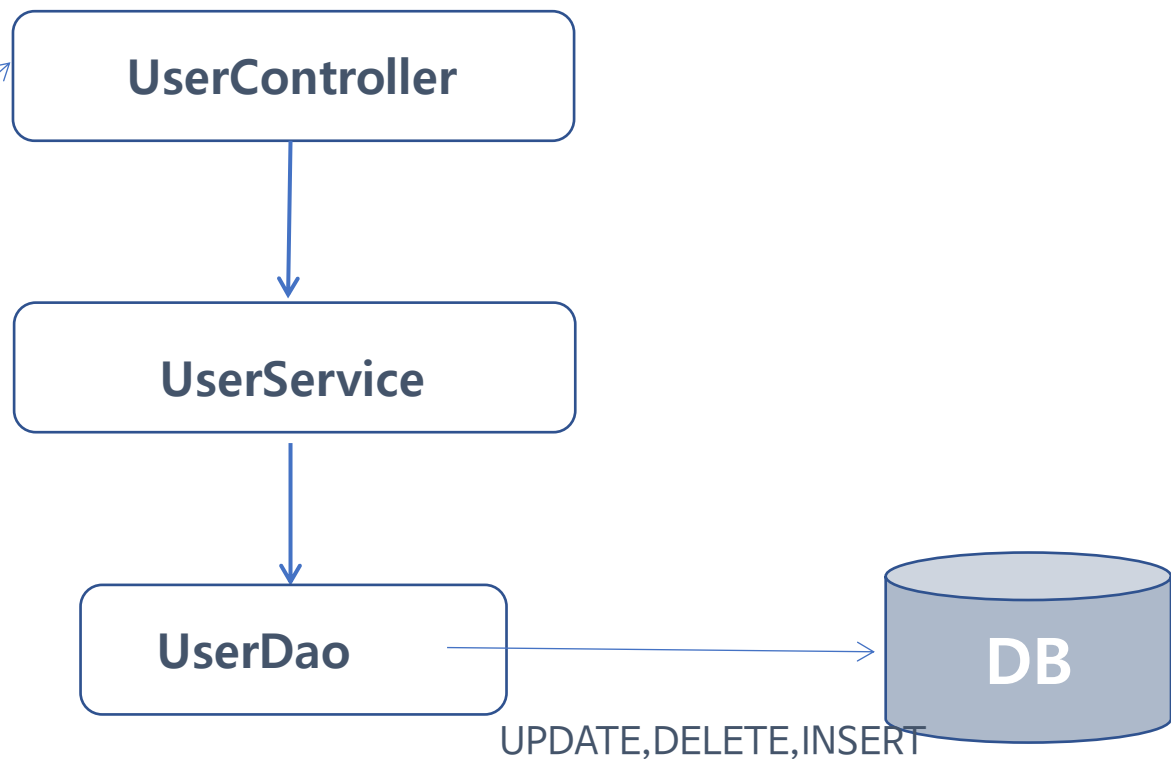 UserController
UserService
UserDao
DB
UPDATE,DELETE,INSERT